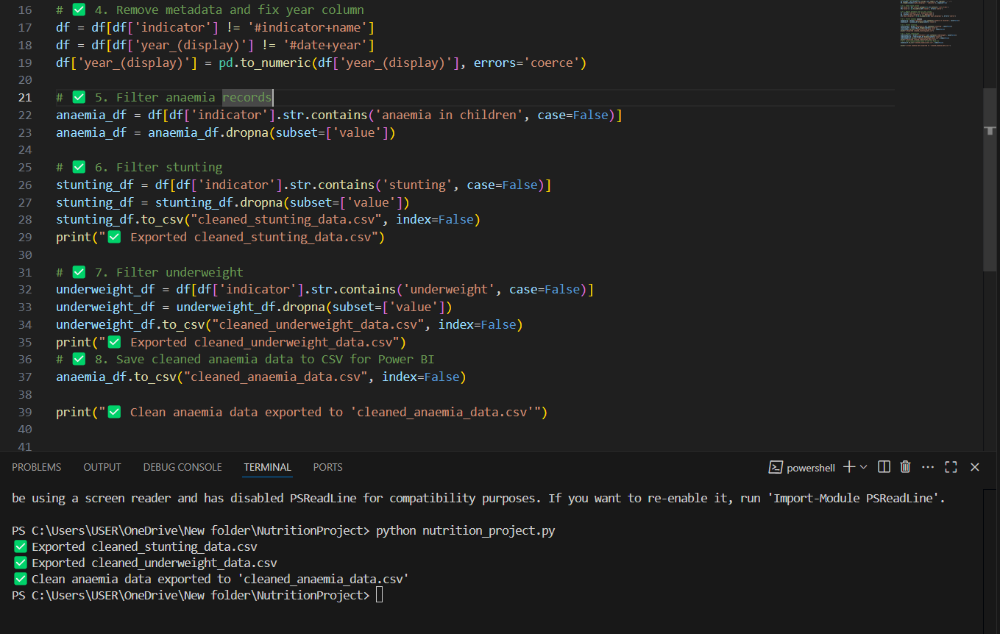 16 # ✅ 4. Remove metadata and fix year column
17 df = df[df['indicator'] != '#indicator+name']
18 df = df[df['year_(display)'] != '#date+year']
19 df['year_(display)'] = pd.to_numeric(df['year_(display)'], errors='coerce')
20
21 # ✅ 5. Filter anaemia records
22 anaemia_df = df[df['indicator'].str.contains('anaemia in children', case=False)]
23 anaemia_df = anaemia_df.dropna(subset=['value'])
24
25 # ✅ 6. Filter stunting
26 stunting_df = df[df['indicator'].str.contains('stunting', case=False)]
27 stunting_df = stunting_df.dropna(subset=['value'])
28 stunting_df.to_csv("cleaned_stunting_data.csv", index=False)
29 print("✅ Exported cleaned_stunting_data.csv")
30
31 # ✅ 7. Filter underweight
32 underweight_df = df[df['indicator'].str.contains('underweight', case=False)]
33 underweight_df = underweight_df.dropna(subset=['value'])
34 underweight_df.to_csv("cleaned_underweight_data.csv", index=False)
35 print("✅ Exported cleaned_underweight_data.csv")
36 # ✅ 8. Save cleaned anaemia data to CSV for Power BI
37 anaemia_df.to_csv("cleaned_anaemia_data.csv", index=False)
38
39 print("✅ Clean anaemia data exported to 'cleaned_anaemia_data.csv'")
40
41
PROBLEMS OUTPUT DEBUG CONSOLE TERMINAL PORTS powershell
be using a screen reader and has disabled PSReadLine for compatibility purposes. If you want to re-enable it, run 'Import-Module PSReadLine'.
PS C:\Users\USER\OneDrive\New folder\NutritionProject> python nutrition_project.py
✅ Exported cleaned_stunting_data.csv
✅ Exported cleaned_underweight_data.csv
✅ Clean anaemia data exported to 'cleaned_anaemia_data.csv'
PS C:\Users\USER\OneDrive\New folder\NutritionProject>